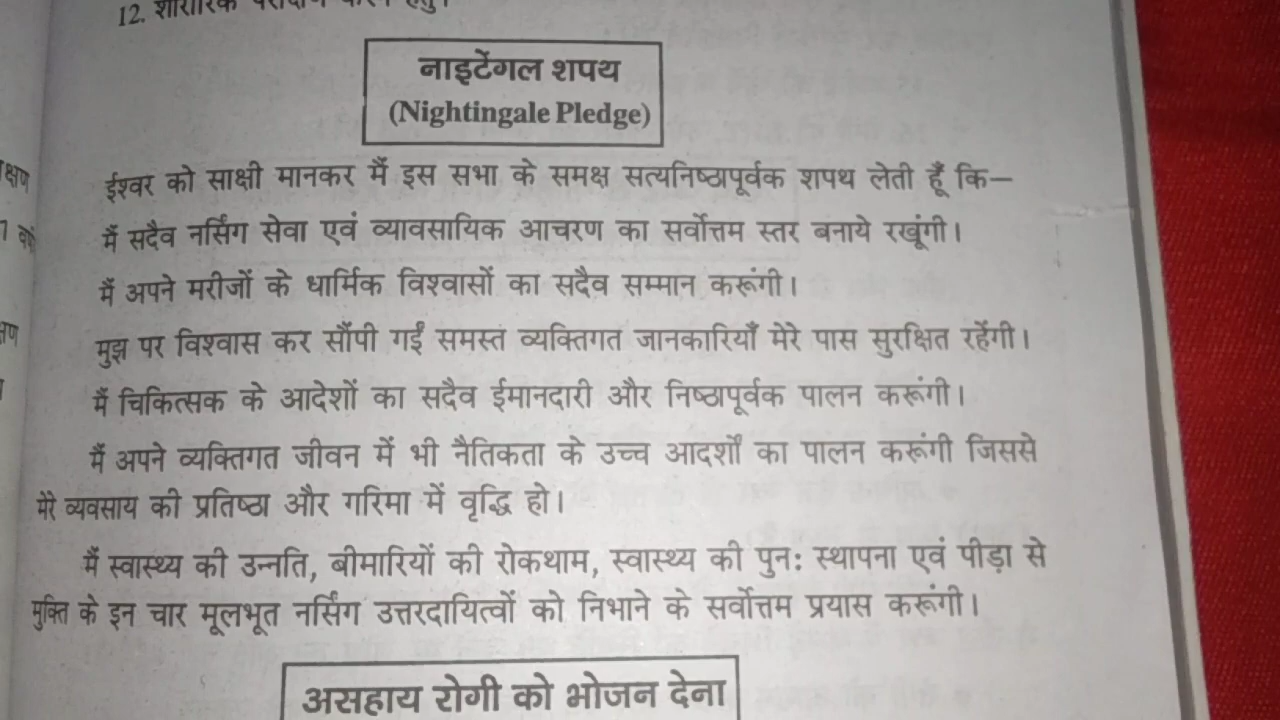 12. शारीरिक परीक्षण करने हेतु।
नाइटेंगल शपथ
(Nightingale Pledge)
ईश्वर को साक्षी मानकर मैं इस सभा के समक्ष सत्यनिष्ठापूर्वक शपथ लेती हूँ कि—
मैं सदैव नर्सिंग सेवा एवं व्यावसायिक आचरण का सर्वोत्तम स्तर बनाये रखूंगी।
मैं अपने मरीजों के धार्मिक विश्वासों का सदैव सम्मान करूंगी।
मुझ पर विश्वास कर सौंपी गईं समस्त व्यक्तिगत जानकारियाँ मेरे पास सुरक्षित रहेंगी।
मैं चिकित्सक के आदेशों का सदैव ईमानदारी और निष्ठापूर्वक पालन करूंगी।
मैं अपने व्यक्तिगत जीवन में भी नैतिकता के उच्च आदर्शों का पालन करूंगी जिससे
मेरे व्यवसाय की प्रतिष्ठा और गरिमा में वृद्धि हो।
मैं स्वास्थ्य की उन्नति, बीमारियों की रोकथाम, स्वास्थ्य की पुनः स्थापना एवं पीड़ा से
मुक्ति के इन चार मूलभूत नर्सिंग उत्तरदायित्वों को निभाने के सर्वोत्तम प्रयास करूंगी।
असहाय रोगी को भोजन देना